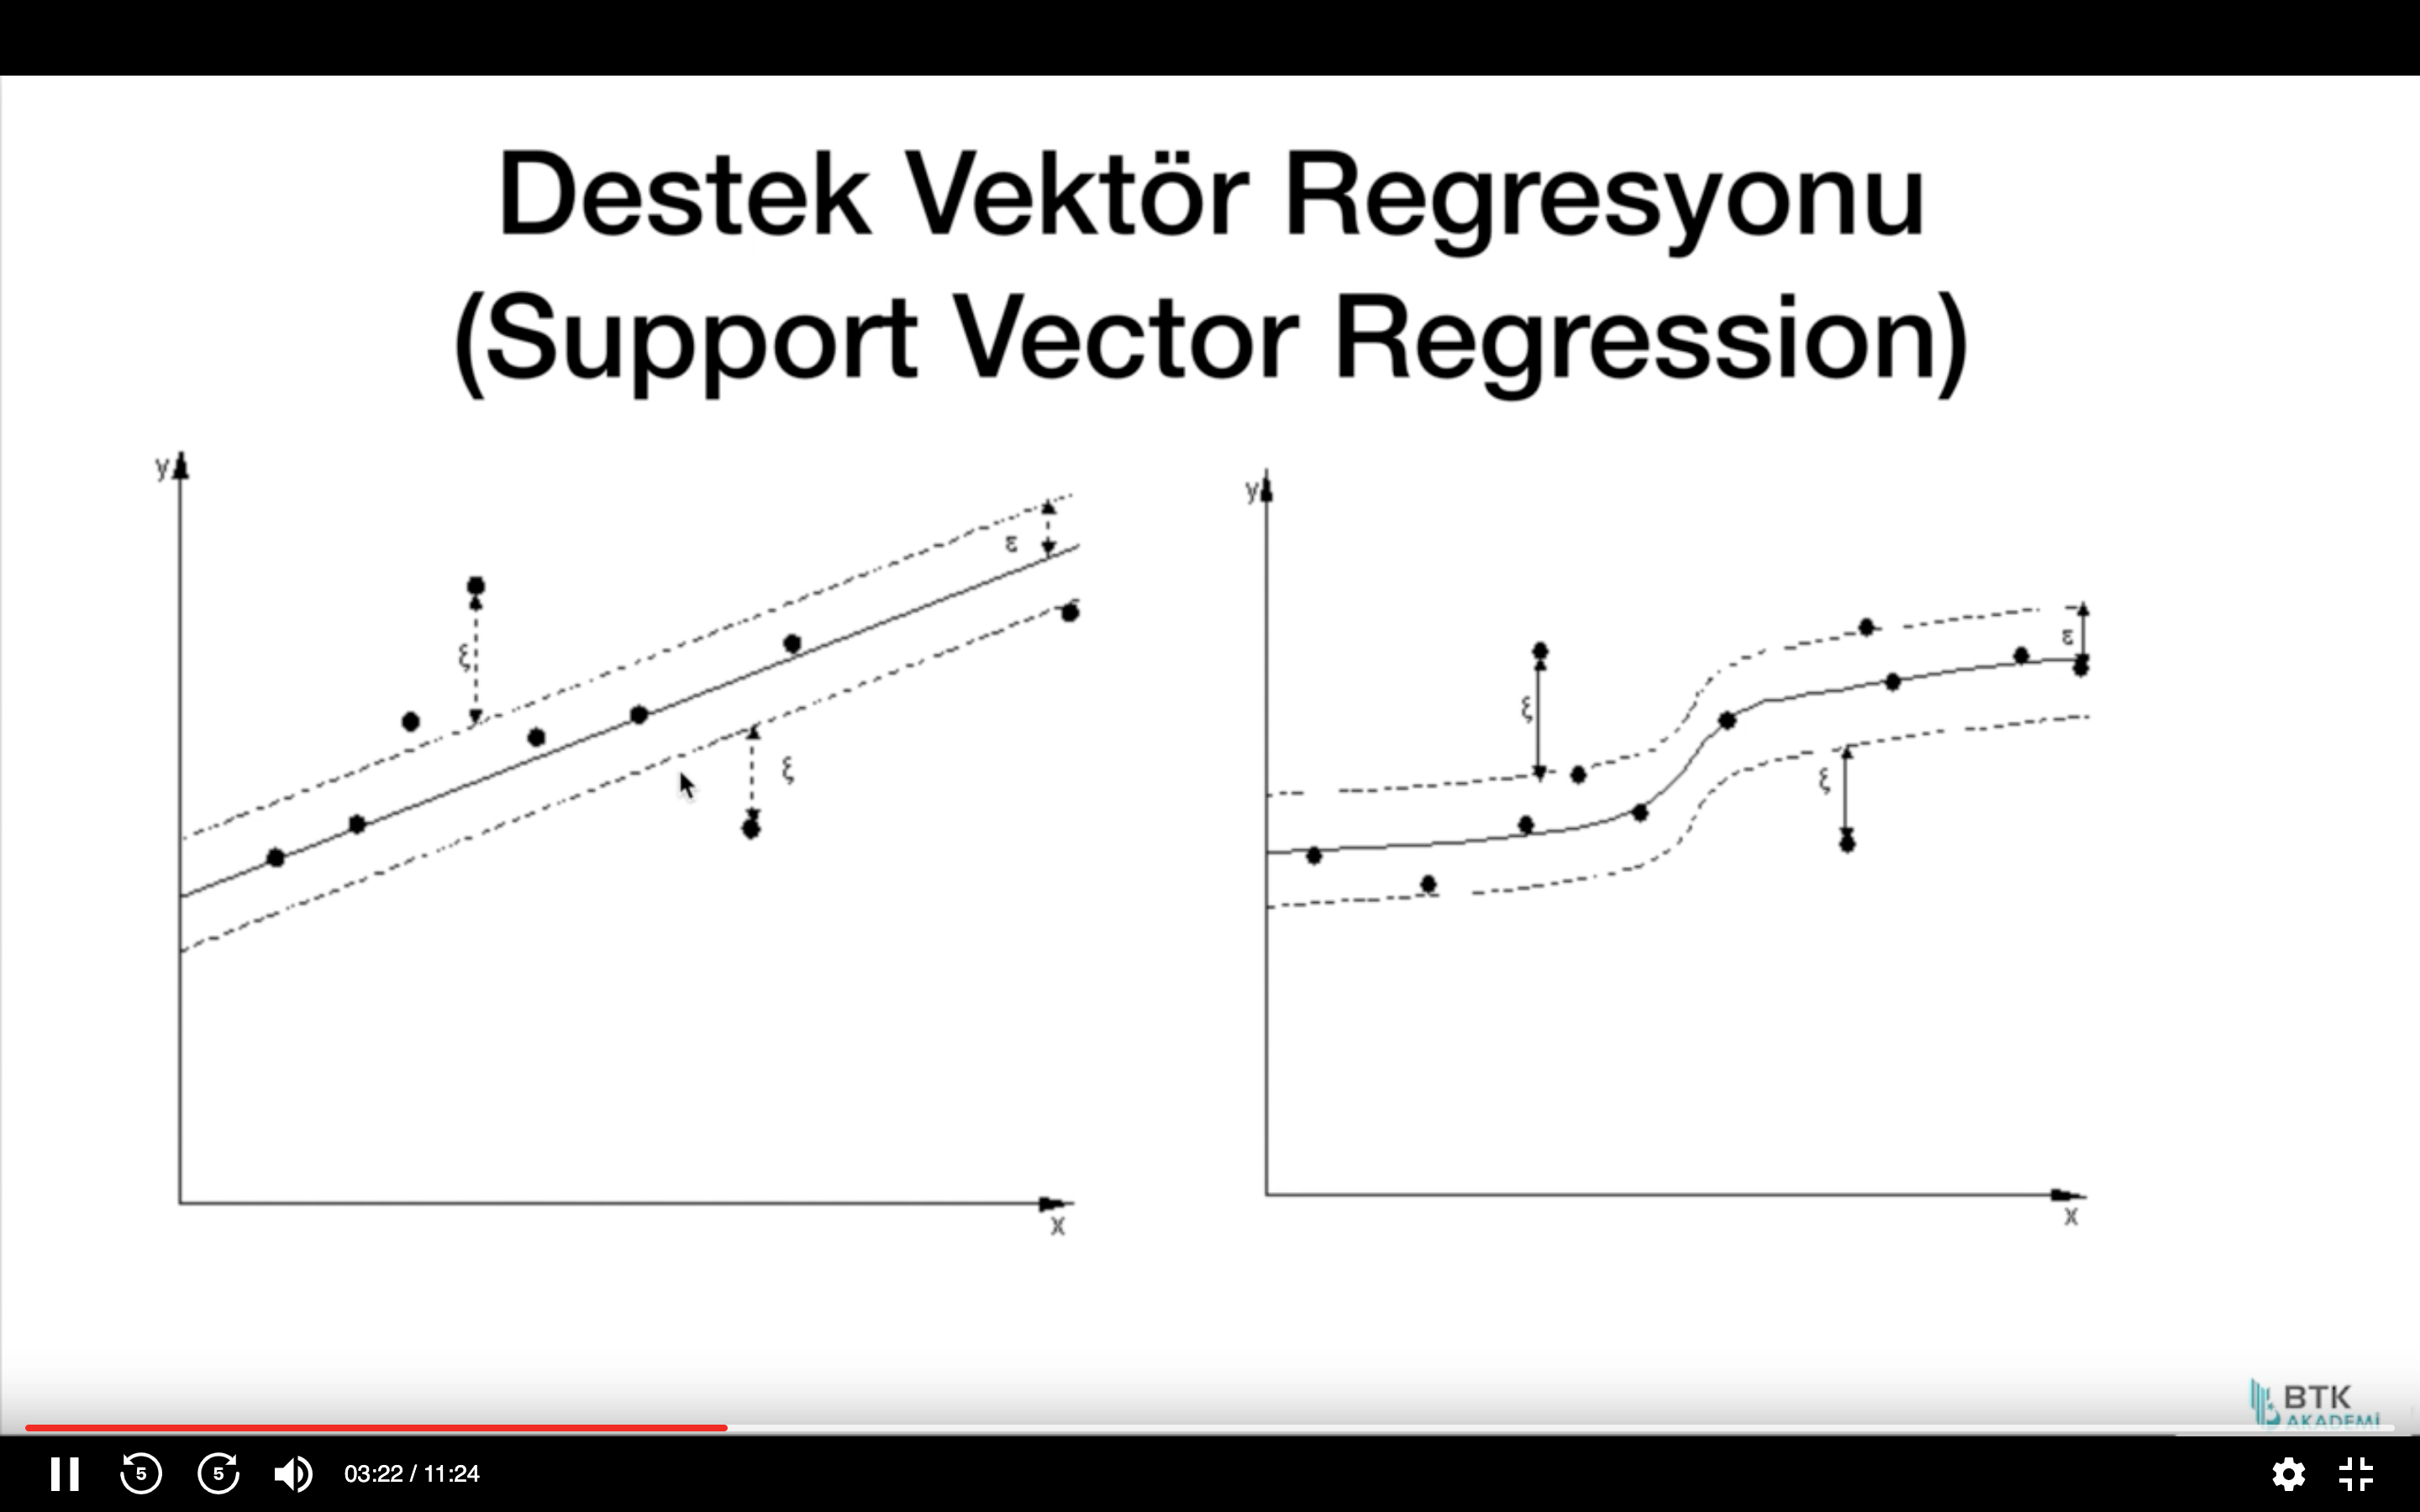 Destek Vektör Regresyonu
(Support Vector Regression)
y
ε
ξ
ξ
x
y
ε
ξ
ξ
x
BTK
AKADEMİ
5
5
03:22 / 11:24